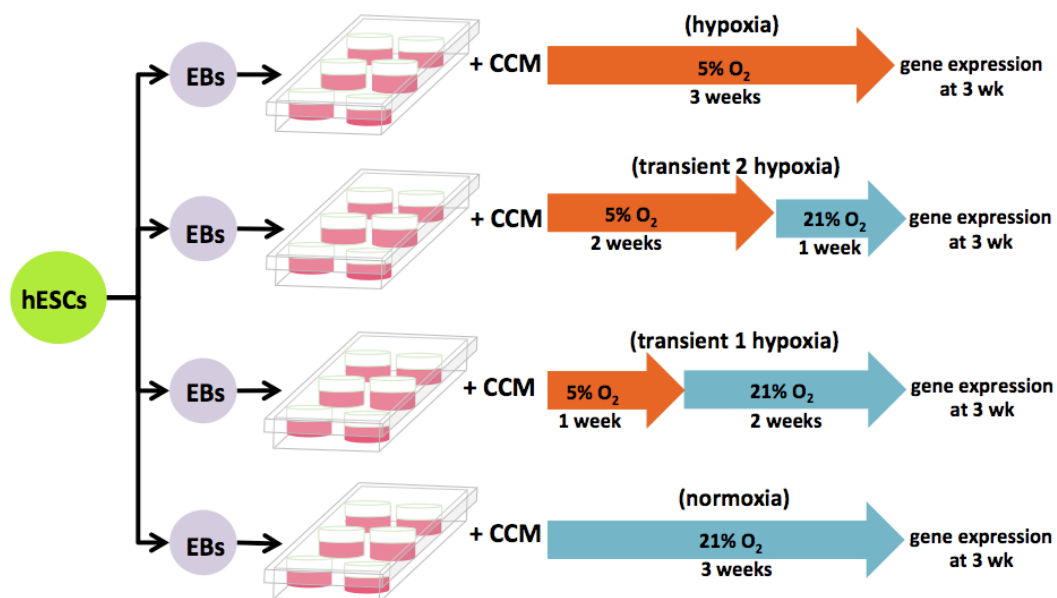 hESCs
EBs
+ CCM
(hypoxia)
5% O₂
3 weeks
gene expression
at 3 wk
EBs
+ CCM
(transient 2 hypoxia)
5% O₂
2 weeks
21% O₂
1 week
gene expression
at 3 wk
EBs
+ CCM
(transient 1 hypoxia)
5% O₂
1 week
21% O₂
2 weeks
gene expression
at 3 wk
EBs
+ CCM
(normoxia)
21% O₂
3 weeks
gene expression
at 3 wk